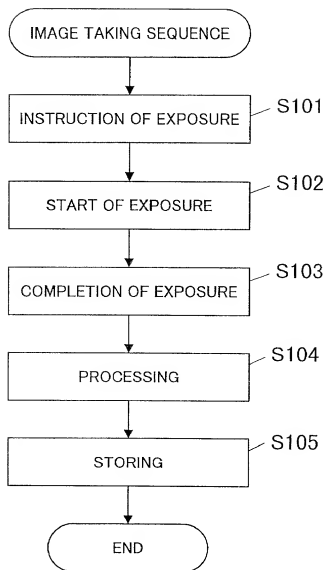 IMAGE TAKING SEQUENCE
INSTRUCTION OF EXPOSURE
S101
START OF EXPOSURE
S102
COMPLETION OF EXPOSURE
S103
PROCESSING
S104
STORING
S105
END